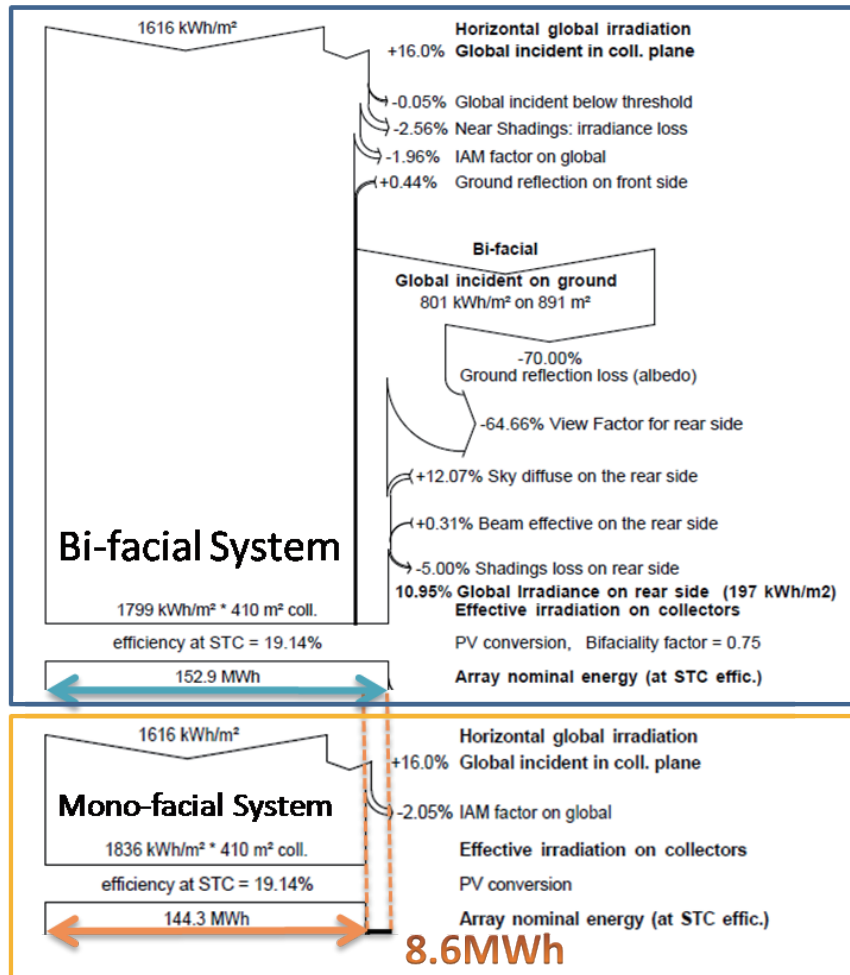 1616 kWh/m²
Horizontal global irradiation
+16.0% Global incident in coll. plane
-0.05% Global incident below threshold
-2.56% Near Shadings: irradiance loss
-1.96% IAM factor on global
+0.44% Ground reflection on front side
Bi-facial
Global incident on ground
801 kWh/m² on 891 m²
-70.00%
Ground reflection loss (albedo)
-64.66% View Factor for rear side
+12.07% Sky diffuse on the rear side
+0.31% Beam effective on the rear side
Bi-facial System
-5.00% Shadings loss on rear side
10.95% Global Irradiance on rear side (197 kWh/m2)
1799 kWh/m² * 410 m² coll.
Effective irradiation on collectors
efficiency at STC = 19.14%
PV conversion, Bifaciality factor = 0.75
152.9 MWh
Array nominal energy (at STC effic.)
1616 kWh/m²
Horizontal global irradiation
+16.0% Global incident in coll. plane
Mono-facial System
-2.05% IAM factor on global
1836 kWh/m² * 410 m² coll.
Effective irradiation on collectors
efficiency at STC = 19.14%
PV conversion
144.3 MWh
Array nominal energy (at STC effic.)
8.6MWh